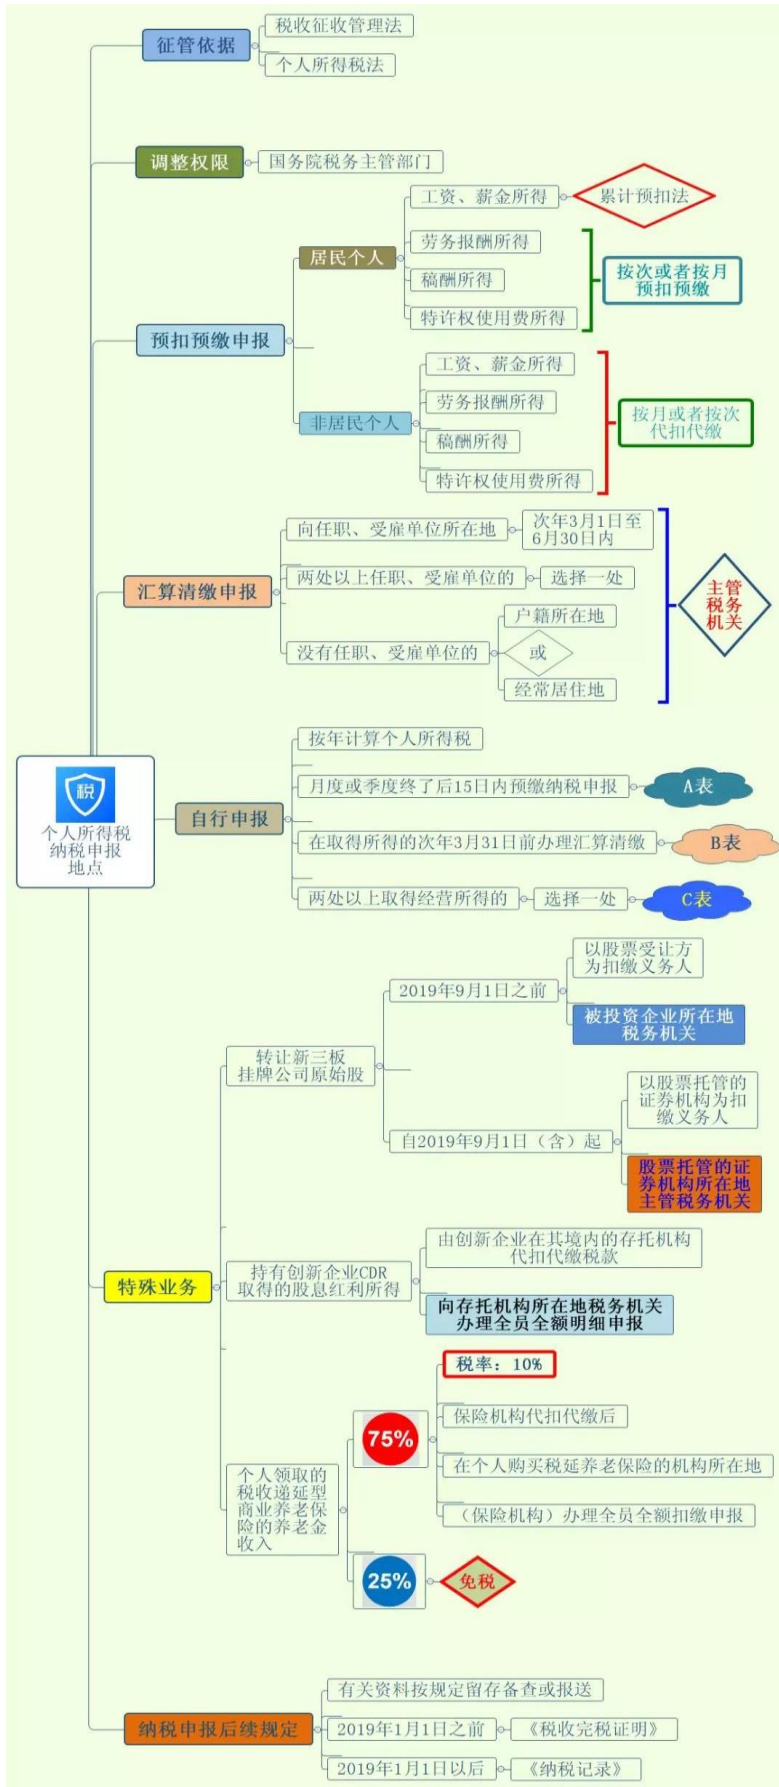 征管依据
税收征收管理法
个人所得税法
调整权限
国务院税务主管部门
预扣预缴申报
居民个人
工资、薪金所得
累计预扣法
劳务报酬所得
稿酬所得
特许权使用费所得
按次或者按月
预扣预缴
非居民个人
工资、薪金所得
劳务报酬所得
稿酬所得
特许权使用费所得
按月或者按次
代扣代缴
汇算清缴申报
向任职、受雇单位所在地
次年3月1日至
6月30日内
两处以上任职、受雇单位的
选择一处
没有任职、受雇单位的
户籍所在地
或
经常居住地
主管
税务
机关
税
个人所得税
纳税申报
地点
自行申报
按年计算个人所得税
月度或季度终了后15日内预缴纳税申报
A表
在取得所得的次年3月31日前办理汇算清缴
B表
两处以上取得经营所得的
选择一处
C表
特殊业务
转让新三板
挂牌公司原始股
2019年9月1日之前
以股票受让方
为扣缴义务人
被投资企业所在地
税务机关
自2019年9月1日（含）起
以股票托管的
证券机构为扣
缴义务人
股票托管的证
券机构所在地
主管税务机关
持有创新企业CDR
取得的股息红利所得
由创新企业在其境内的存托机构
代扣代缴税款
向存托机构所在地税务机关
办理全员全额明细申报
个人领取的
税收递延型
商业养老保
险的养老金
收入
75%
税率：10%
保险机构代扣代缴后
在个人购买税延养老保险的机构所在地
（保险机构）办理全员全额扣缴申报
25%
免税
纳税申报后续规定
有关资料按规定留存备查或报送
2019年1月1日之前
《税收完税证明》
2019年1月1日以后
《纳税记录》